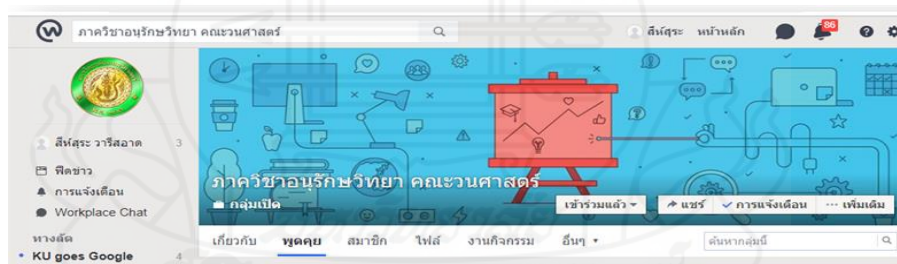 ภาควิชาอนุรักษวิทยา คณะวนศาสตร์
สีห์สุระ หน้าหลัก 86
สีห์สุระ วารีสอาด 3
ฟีดข่าว
การแจ้งเตือน
Workplace Chat
ทางลัด
KU goes Google 4
ภาควิชาอนุรักษวิทยา คณะวนศาสตร์
กลุ่มเปิด
เข้าร่วมแล้ว แชร์ การแจ้งเตือน เพิ่มเติม
เกี่ยวกับ พูดคุย สมาชิก ไฟล์ งานกิจกรรม อื่นๆ ค้นหากลุ่มนี้